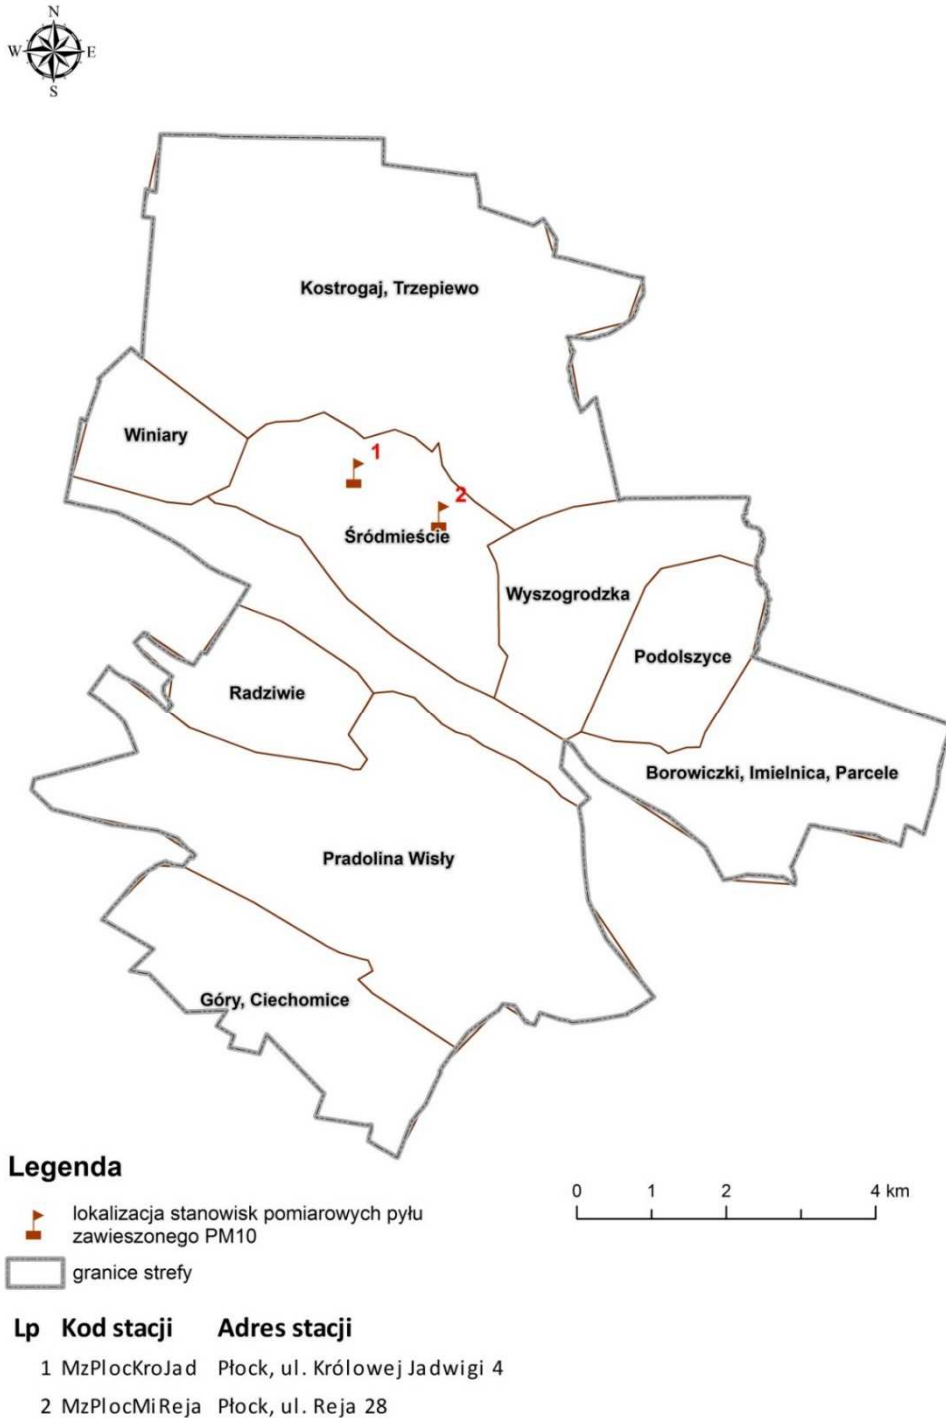 N
W E
S
Kostrogaj, Trzepiewo
Winiary
1
2
Śródmieście
Wyszogrodzka
Podolszyce
Radziwie
Borowiczki, Imielnica, Parcele
Pradolina Wisły
Góry, Ciechomice
Legenda
lokalizacja stanowisk pomiarowych pyłu
zawieszonego PM10
granice strefy
0 1 2 4 km
Lp Kod stacji Adres stacji
1 MzPlocKroJad Płock, ul. Królowej Jadwigi 4
2 MzPlocMiReja Płock, ul. Reja 28